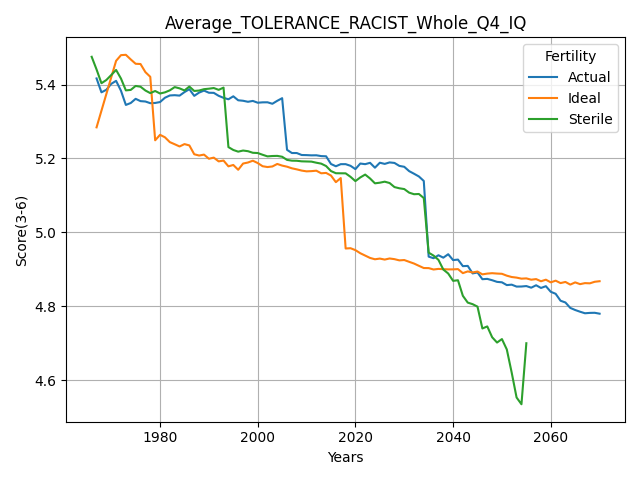 Average_TOLERANCE_RACIST_Whole_Q4_IQ
Fertility
Actual
Ideal
Sterile
Score(3-6)
5.4
5.2
5.0
4.8
4.6
1980 2000 2020 2040 2060
Years